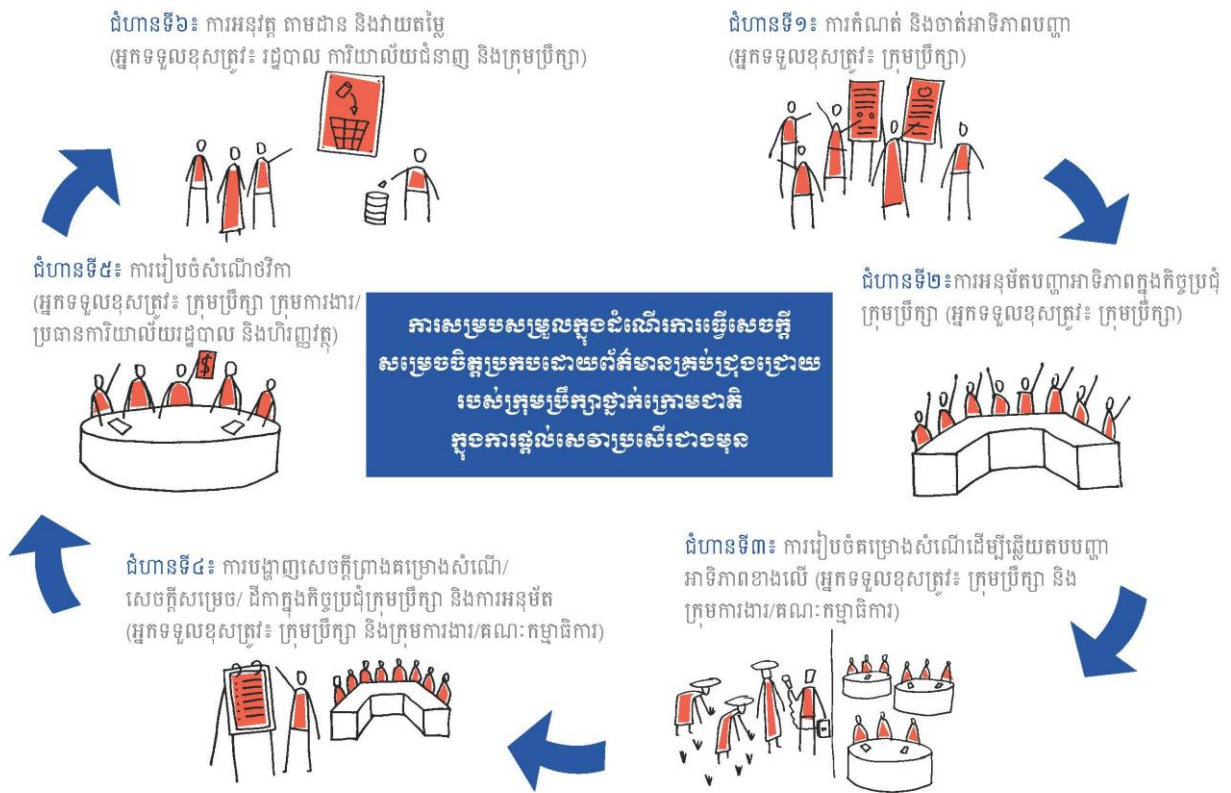 ជំហានទី៦៖ ការអនុវត្ត តាមដាន និងវាយតម្លៃ
(អ្នកទទួលខុសត្រូវ៖ រដ្ឋបាល ការិយាល័យជំនាញ និងក្រុមប្រឹក្សា)
ជំហានទី១៖ ការកំណត់ និងចាត់អាទិភាពបញ្ហា
(អ្នកទទួលខុសត្រូវ៖ ក្រុមប្រឹក្សា)
ជំហានទី៥៖ ការរៀបចំសំណើថវិកា
(អ្នកទទួលខុសត្រូវ៖ ក្រុមប្រឹក្សា ក្រុមការងារ/
ប្រធានការិយាល័យរដ្ឋបាល និងហិរញ្ញវត្ថុ)
$
ការសម្របសម្រួលក្នុងដំណើរការធ្វើសេចក្តី
សម្រេចចិត្តប្រកបដោយព័ត៌មានគ្រប់ជ្រុងជ្រោយ
របស់ក្រុមប្រឹក្សាថ្នាក់ក្រោមជាតិ
ក្នុងការផ្តល់សេវាប្រសើរជាងមុន
ជំហានទី២៖ការអនុម័តបញ្ហាអាទិភាពក្នុងកិច្ចប្រជុំ
ក្រុមប្រឹក្សា (អ្នកទទួលខុសត្រូវ៖ ក្រុមប្រឹក្សា)
ជំហានទី៤៖ ការបង្ហាញសេចក្តីព្រាងគម្រោងសំណើ/
សេចក្តីសម្រេច/ ដីកាក្នុងកិច្ចប្រជុំក្រុមប្រឹក្សា និងការអនុម័ត
(អ្នកទទួលខុសត្រូវ៖ ក្រុមប្រឹក្សា និងក្រុមការងារ/គណៈកម្មាធិការ)
ជំហានទី៣៖ ការរៀបចំគម្រោងសំណើដើម្បីឆ្លើយតបបញ្ហា
អាទិភាពខាងលើ (អ្នកទទួលខុសត្រូវ៖ ក្រុមប្រឹក្សា និង
ក្រុមការងារ/គណៈកម្មាធិការ)